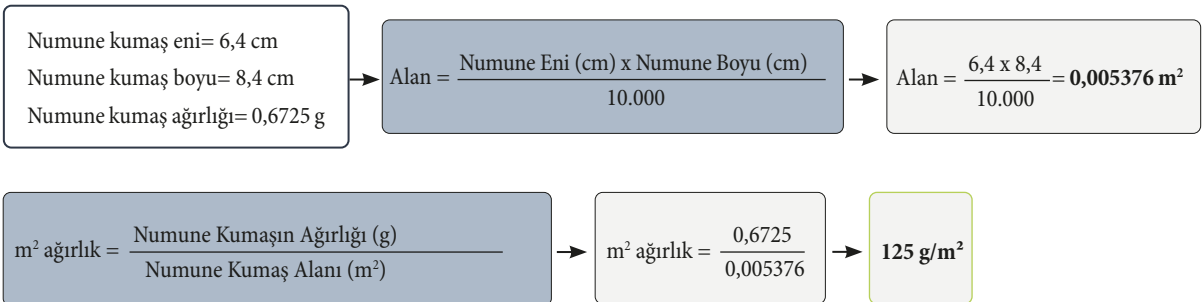 Numune kumaş eni= 6,4 cm
Numune kumaş boyu= 8,4 cm
Numune kumaş ağırlığı= 0,6725 g
Alan = Numune Eni (cm) x Numune Boyu (cm)
10.000
Alan = 6,4 x 8,4
10.000
= 0,005376 m²
m² ağırlık = Numune Kumaşın Ağırlığı (g)
Numune Kumaş Alanı (m²)
m² ağırlık = 0,6725
0,005376
125 g/m²